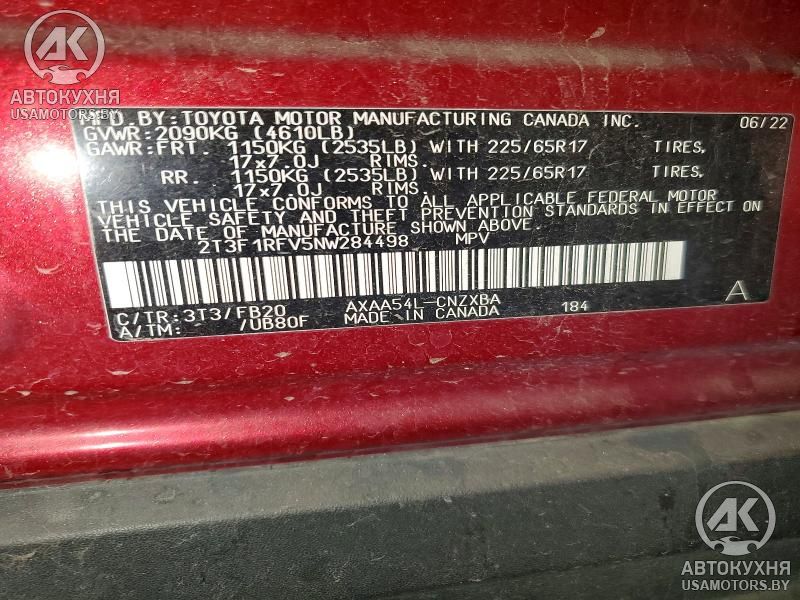 АК
АВТОКУХНЯ
USAMOTORS.BY
MFD. BY: TOYOTA MOTOR MANUFACTURING CANADA INC. 06/22
GVWR: 2090KG (4610LB)
GAWR: FRT. 1150KG (2535LB) WITH 225/65R17 TIRES,
17x7.0J RIMS.
RR. 1150KG (2535LB) WITH 225/65R17 TIRES,
17x7.0J RIMS.
THIS VEHICLE CONFORMS TO ALL APPLICABLE FEDERAL MOTOR
VEHICLE SAFETY AND THEFT PREVENTION STANDARDS IN EFFECT ON
THE DATE OF MANUFACTURE SHOWN ABOVE.
2T3F1RFV5NW284498 MPV
C/TR: 3T3/FB20 AXAA54L-CNZXBA A
A/TM: /UB80F MADE IN CANADA 184
АК
АВТОКУХНЯ
USAMOTORS.BY